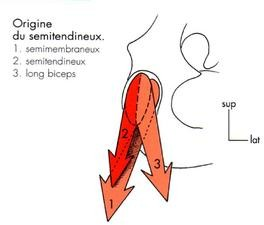 Origine
du semitendineux.
1. semimembraneux
2. semitendineux
3. long biceps
sup
lat
2
3
1